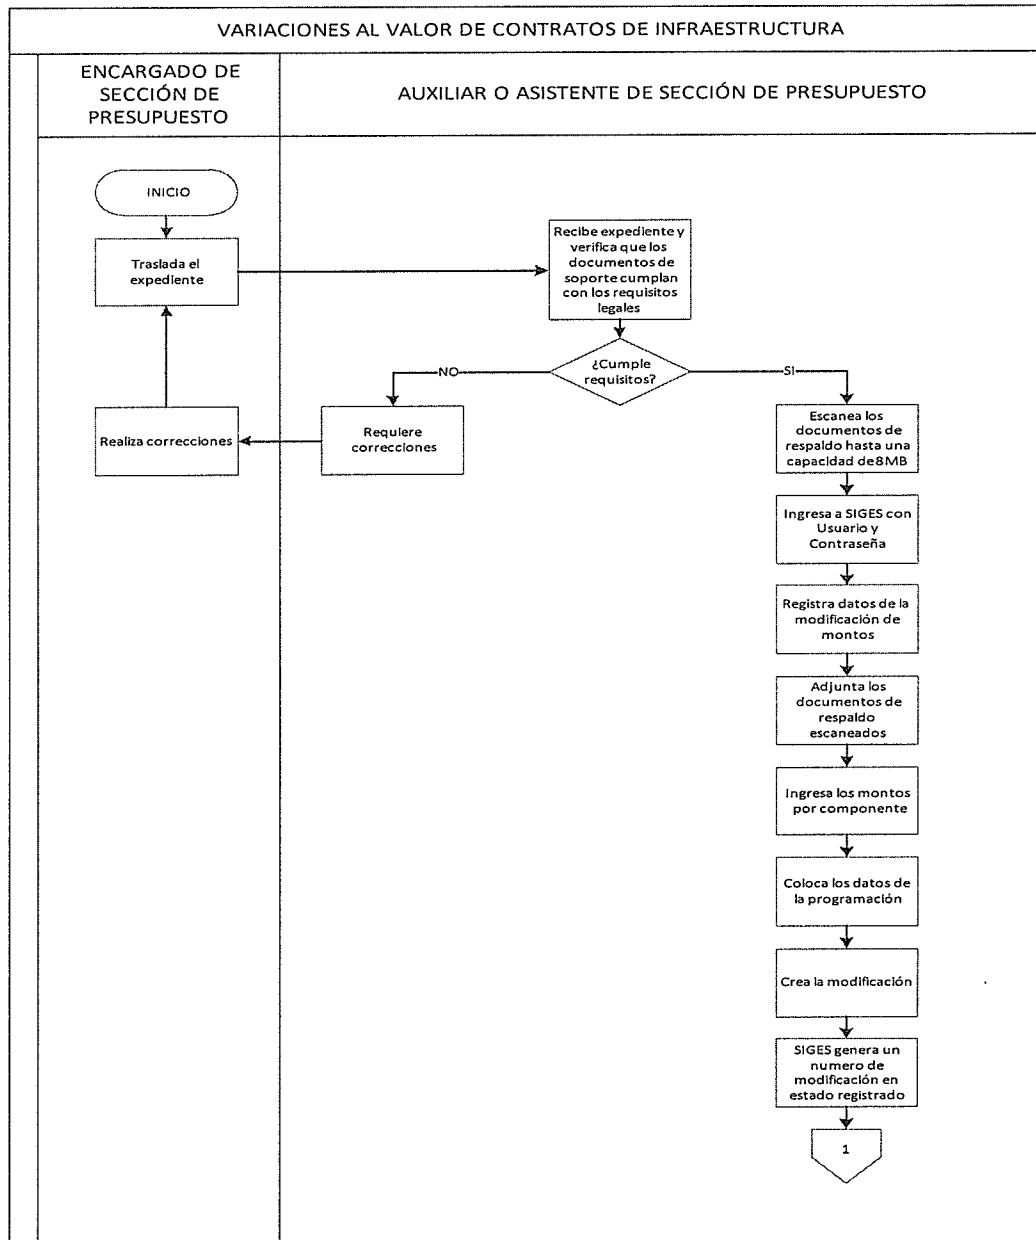 VARIACIONES AL VALOR DE CONTRATOS DE INFRAESTRUCTURA
ENCARGADO DE
SECCIÓN DE
PRESUPUESTO
AUXILIAR O ASISTENTE DE SECCIÓN DE PRESUPUESTO
INICIO
Traslada el
expediente
Recibe expediente y
verifica que los
documentos de
soporte cumplan
con los requisitos
legales
¿Cumple
requisitos?
NO
SI
Requiere
correcciones
Realiza correcciones
Escanea los
documentos de
respaldo hasta una
capacidad de8MB
Ingresa a SIGES con
Usuario y
Contraseña
Registra datos de la
modificación de
montos
Adjunta los
documentos de
respaldo
escaneados
Ingresa los montos
por componente
Coloca los datos de
la programación
Crea la modificación
SIGES genera un
numero de
modificación en
estado registrado
1